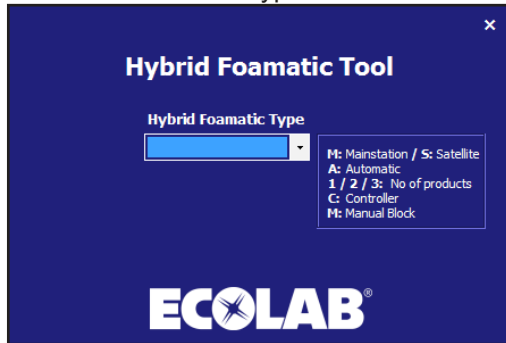 ×
Hybrid Foamatic Tool
Hybrid Foamatic Type
M: Mainstation / S: Satellite
A: Automatic
1 / 2 / 3: No of products
C: Controller
M: Manual Block
ECOLAB®